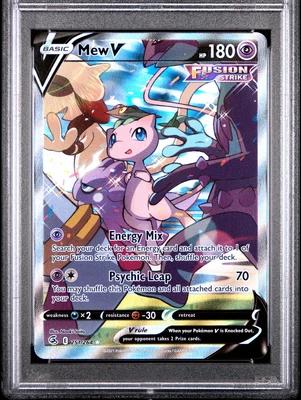 BASIC Mew V HP 180
FUSION
STRIKE
Energy Mix
Search your deck for an Energy card and attach it to 1 of
your Fusion Strike Pokémon. Then, shuffle your deck.
Psychic Leap 70
You may shuffle this Pokémon and all attached cards into
your deck.
weakness ×2 resistance -30 retreat
V rule When your Pokémon V is Knocked Out,
your opponent takes 2 Prize cards.